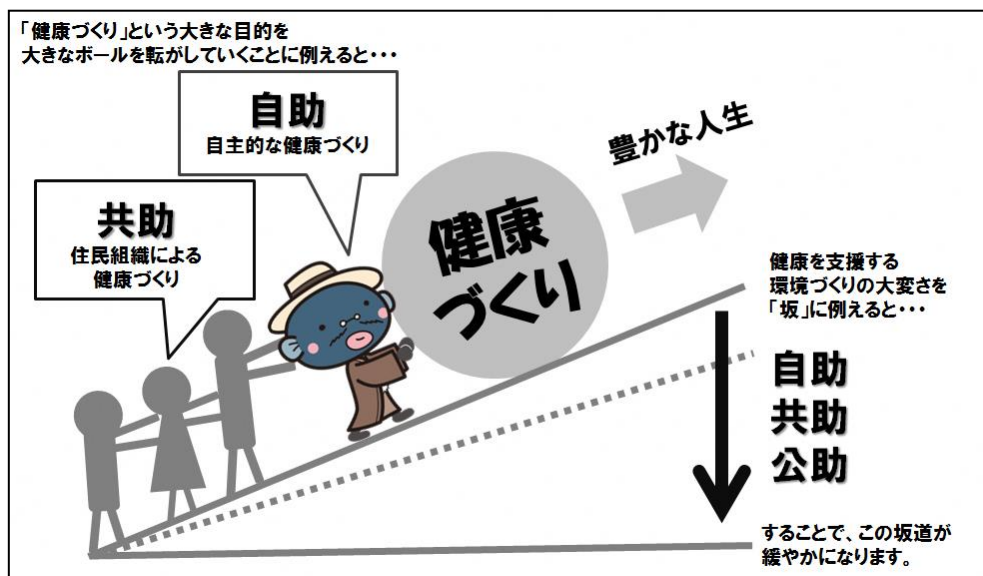 「健康づくり」という大きな目的を
大きなボールを転がしていくことに例えると・・・
自助
自主的な健康づくり
共助
住民組織による
健康づくり
健康
づくり
豊かな人生
健康を支援する
環境づくりの大変さを
「坂」に例えると・・・
自助
共助
公助
することで、この坂道が
緩やかになります。